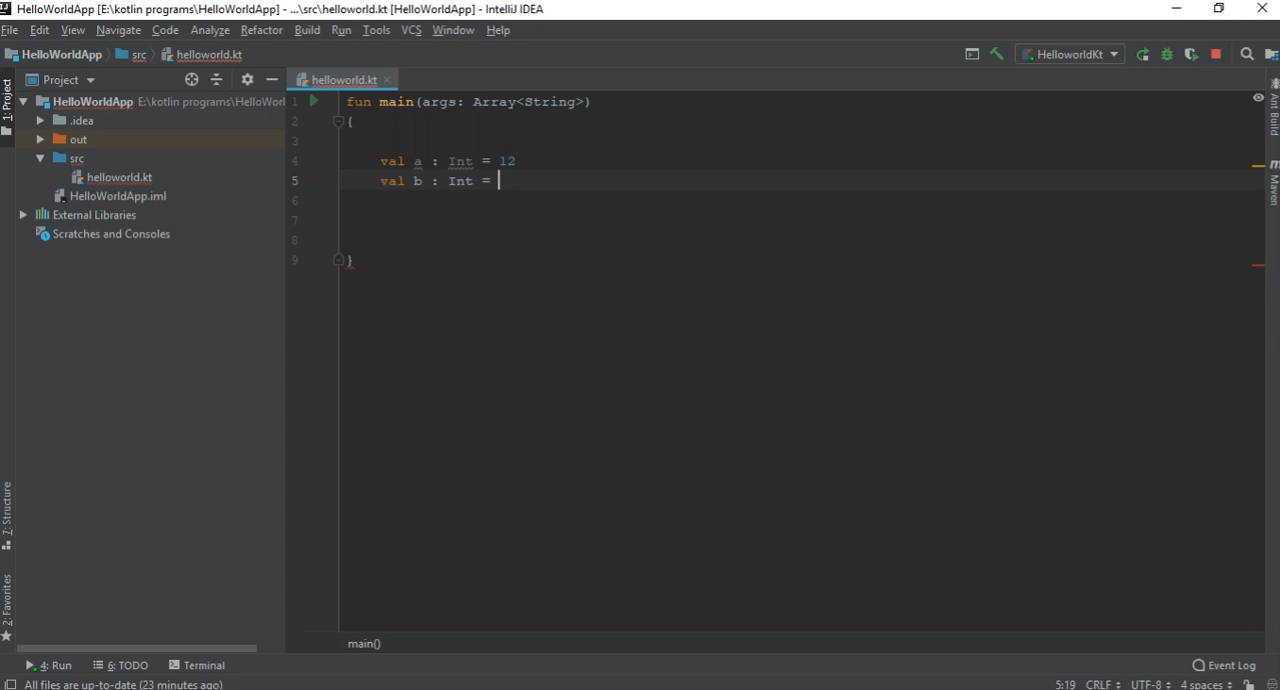 HelloWorldApp [E:\kotlin programs\HelloWorldApp] - ...\src\helloworld.kt [HelloWorldApp] - IntelliJ IDEA
File Edit View Navigate Code Analyze Refactor Build Run Tools VCS Window Help
HelloWorldApp src helloworld.kt HelloworldKt
Project helloworld.kt
1: Project
HelloWorldApp E:\kotlin programs\HelloWorl
.idea
out
src
helloworld.kt
HelloWorldApp.iml
External Libraries
Scratches and Consoles
1 fun main(args: Array<String>)
2 {
3
4 val a : Int = 12
5 val b : Int =
6
7
8
9 }
Ant Build
Maven
7: Structure
2: Favorites
main()
4: Run 6: TODO Terminal Event Log
All files are up-to-date (23 minutes ago) 5:19 CRLF UTF-8 4 spaces